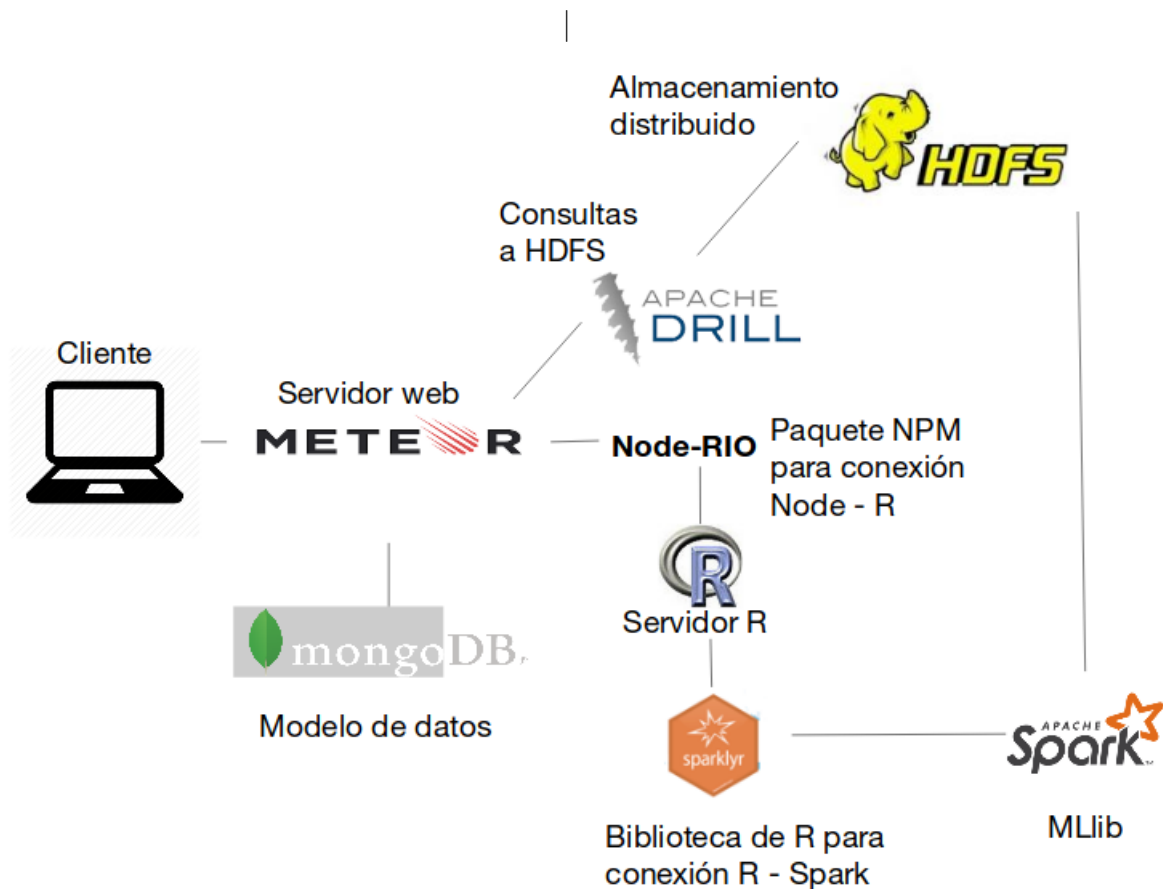 Almacenamiento
distribuido
HDFS
Consultas
a HDFS
APACHE
DRILL
Cliente
Servidor web
METEOR
Node-RIO
Paquete NPM
para conexión
Node - R
R
Servidor R
mongoDB
Modelo de datos
sparklyr
APACHE
Spark
Biblioteca de R para
conexión R - Spark
MLlib